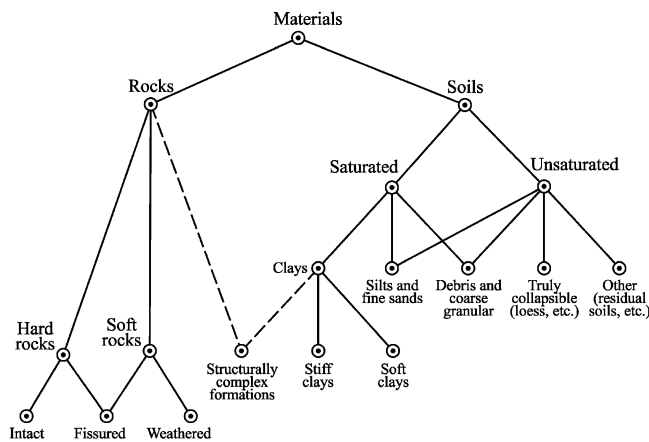 Materials
Rocks
Soils
Saturated
Unsaturated
Clays
Silts and
fine sands
Debris and
coarse
granular
Truly
collapsible
(loess, etc.)
Other
(residual
soils, etc.)
Hard
rocks
Soft
rocks
Structurally
complex
formations
Stiff
clays
Soft
clays
Intact
Fissured
Weathered